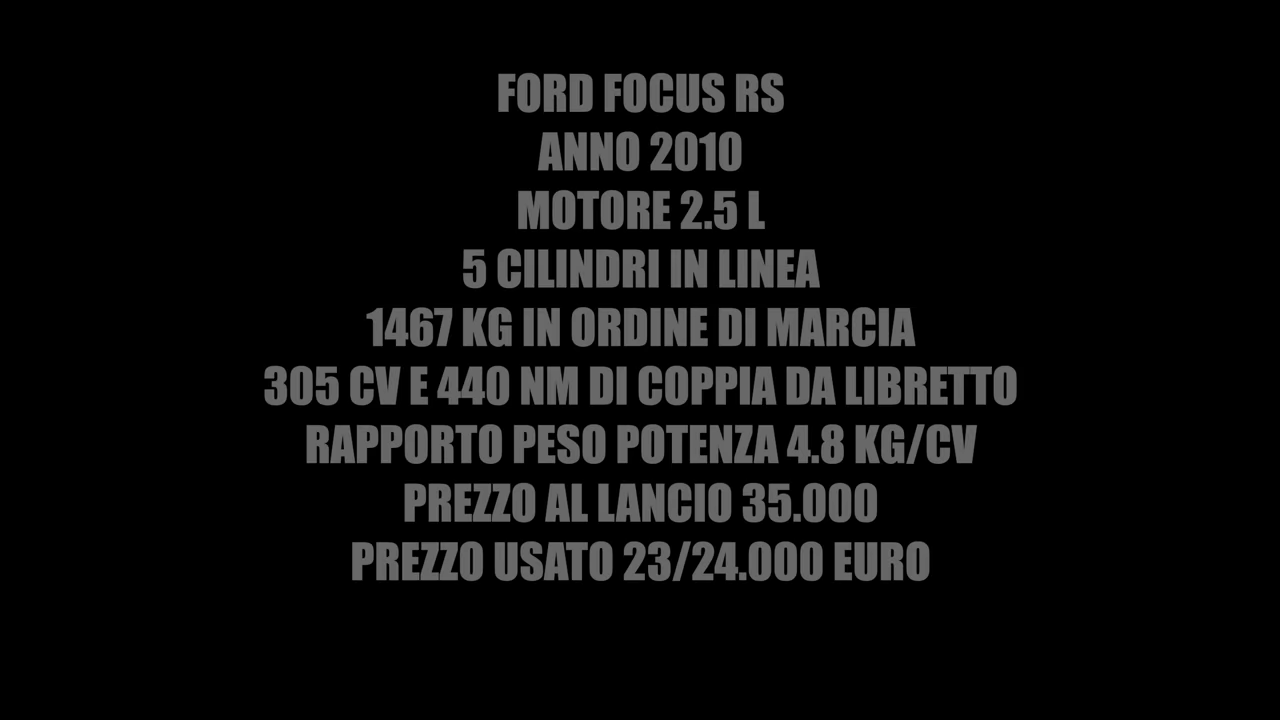 FORD FOCUS RS
ANNO 2010
MOTORE 2.5 L
5 CILINDRI IN LINEA
1467 KG IN ORDINE DI MARCIA
305 CV E 440 NM DI COPPIA DA LIBRETTO
RAPPORTO PESO POTENZA 4.8 KG/CV
PREZZO AL LANCIO 35.000
PREZZO USATO 23/24.000 EURO